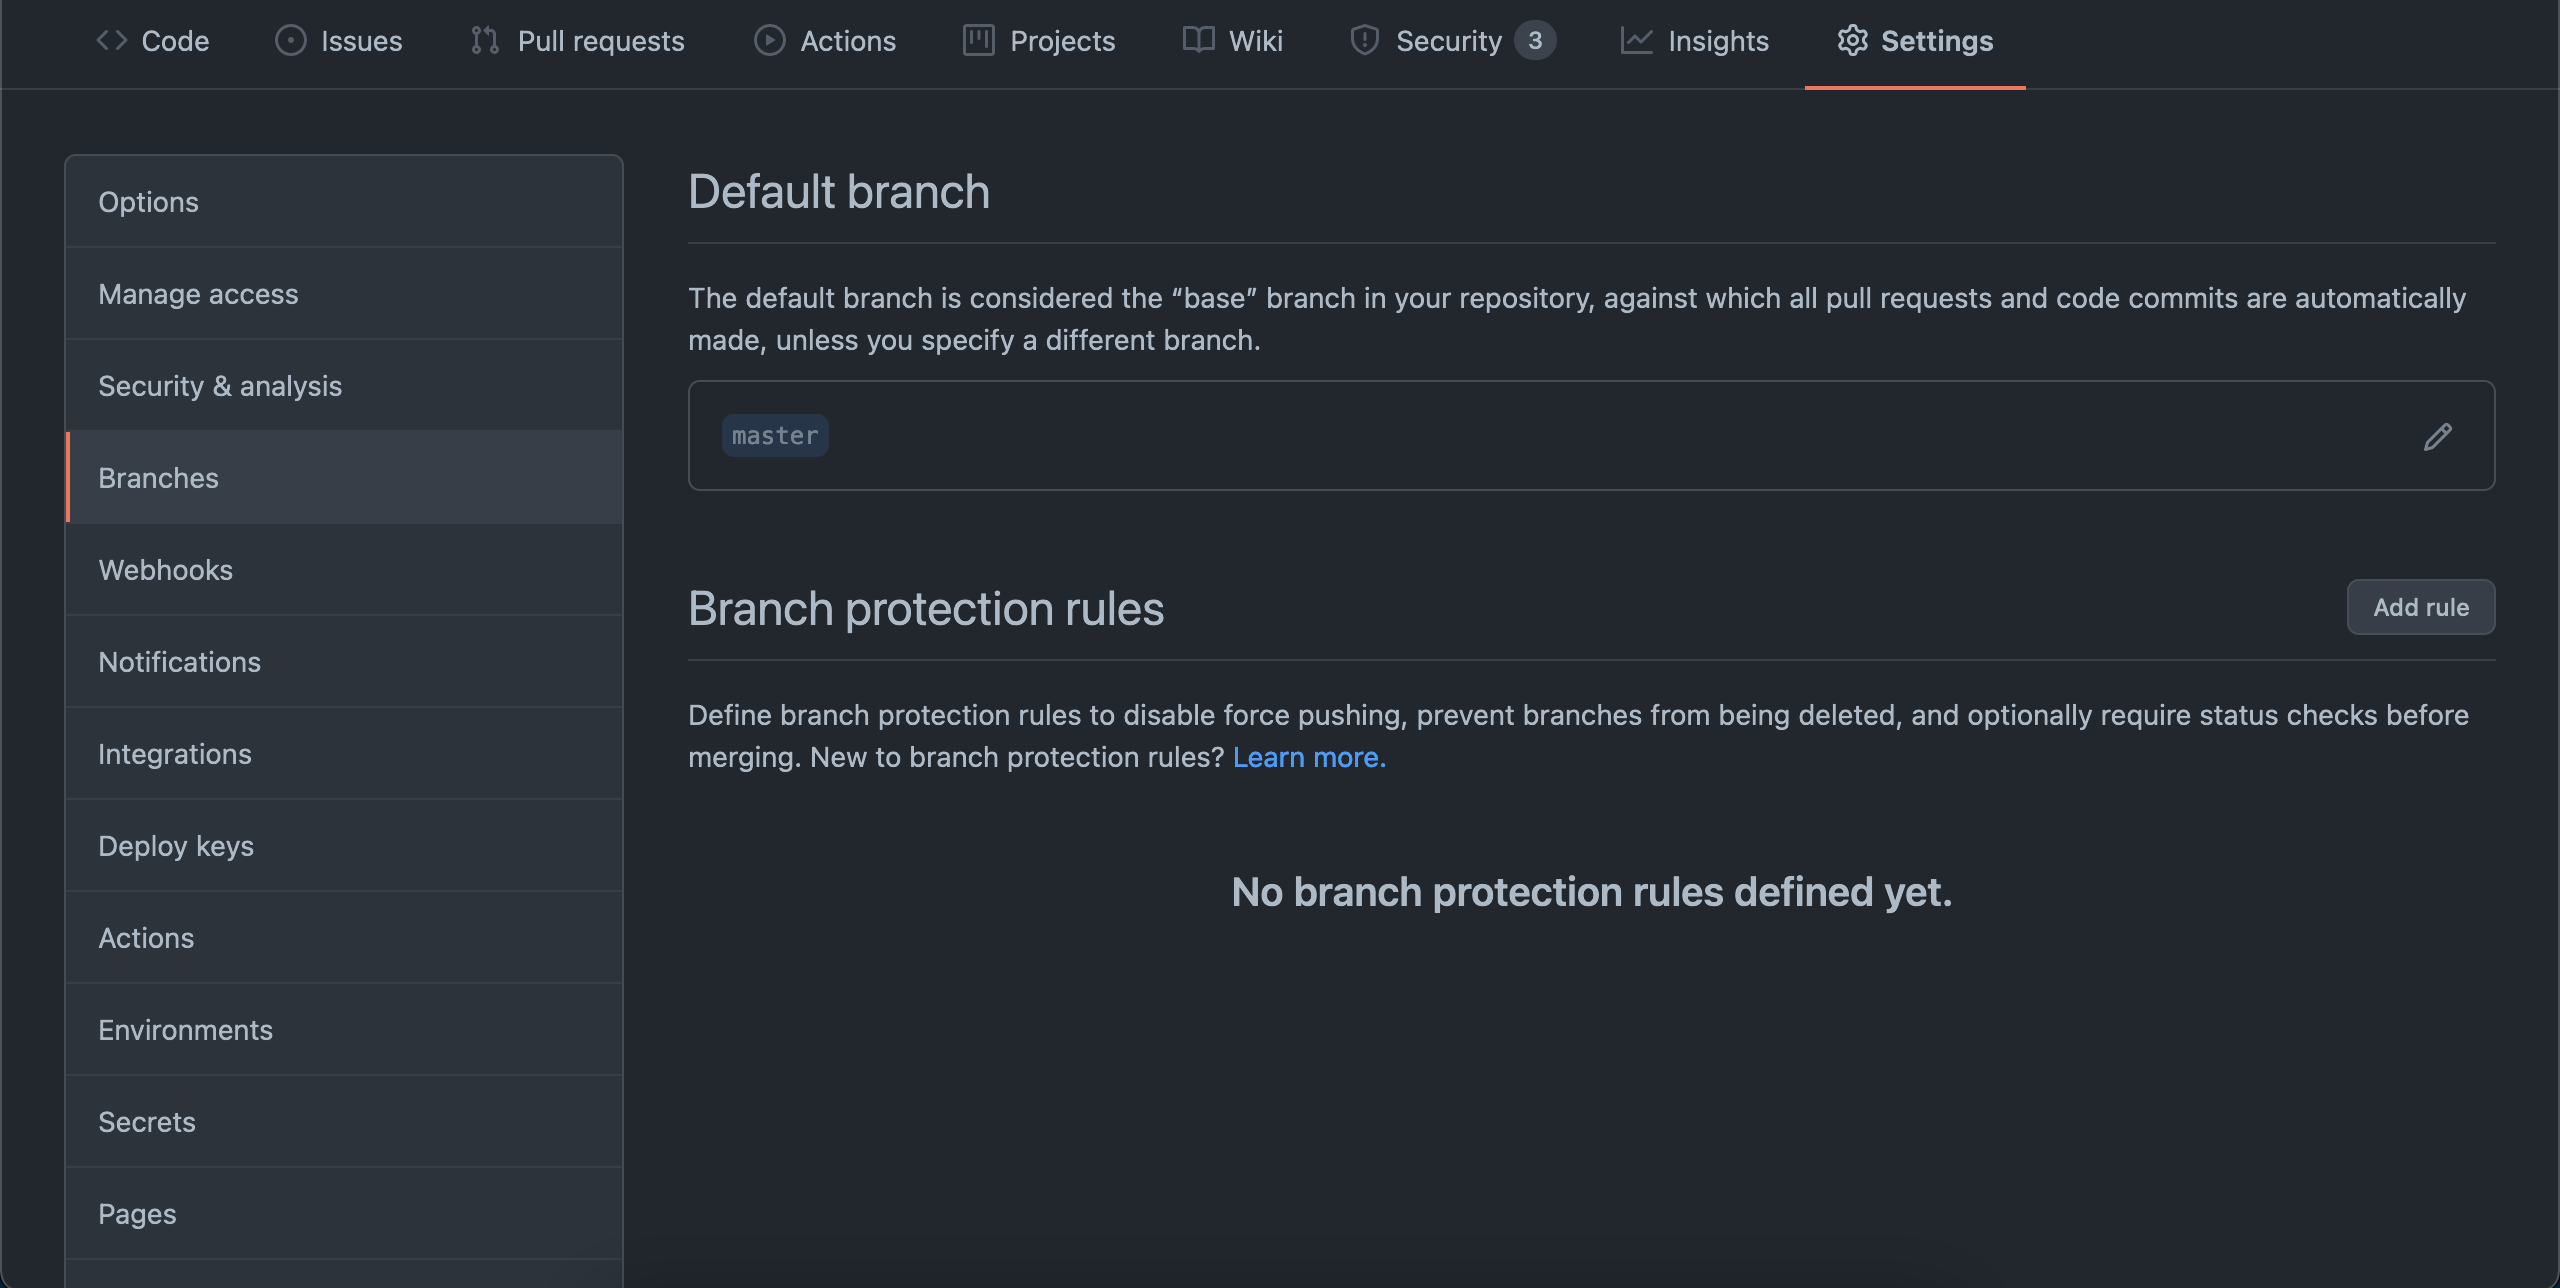 Code Issues Pull requests Actions Projects Wiki Security 3 Insights Settings
Options
Manage access
Security & analysis
Branches
Webhooks
Notifications
Integrations
Deploy keys
Actions
Environments
Secrets
Pages
Default branch
The default branch is considered the “base” branch in your repository, against which all pull requests and code commits are automatically
made, unless you specify a different branch.
master
Branch protection rules
Add rule
Define branch protection rules to disable force pushing, prevent branches from being deleted, and optionally require status checks before
merging. New to branch protection rules? Learn more.
No branch protection rules defined yet.